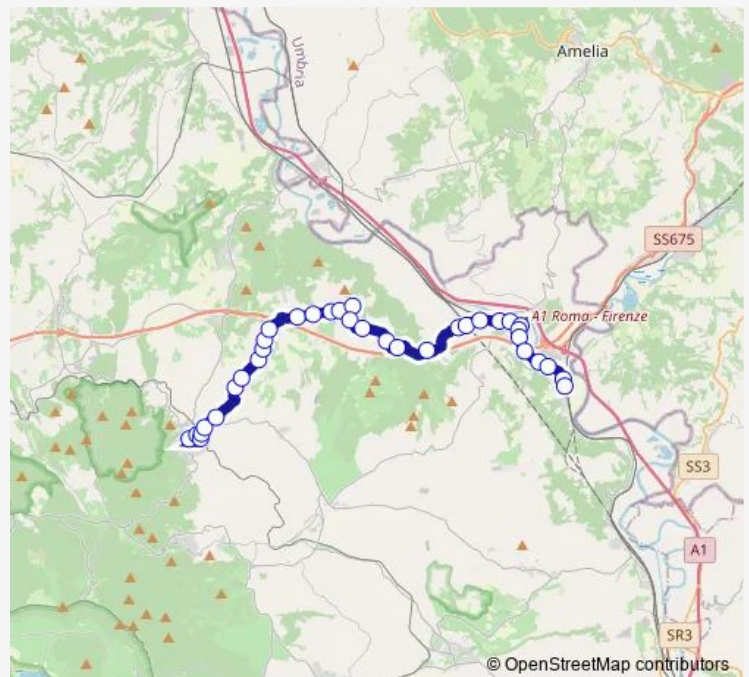 Amelia
Umbria
SS675
A1 Roma - Firenze
SS3
A1
SR3
© OpenStreetMap contributors